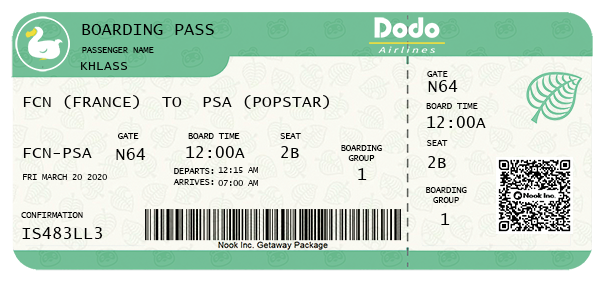 BOARDING PASS
PASSENGER NAME
KHLASS
Dodo
Airlines
FCN (FRANCE) TO PSA (POPSTAR)
GATE
BOARD TIME
SEAT
FCN-PSA
N64
12:00A
2B
BOARDING
GROUP
1
FRI MARCH 20 2020
DEPARTS: 12:15 AM
ARRIVES: 07:00 AM
CONFIRMATION
IS483LL3
Nook Inc. Getaway Package
GATE
N64
BOARD TIME
12:00A
SEAT
2B
BOARDING
GROUP
1
Nook Inc.